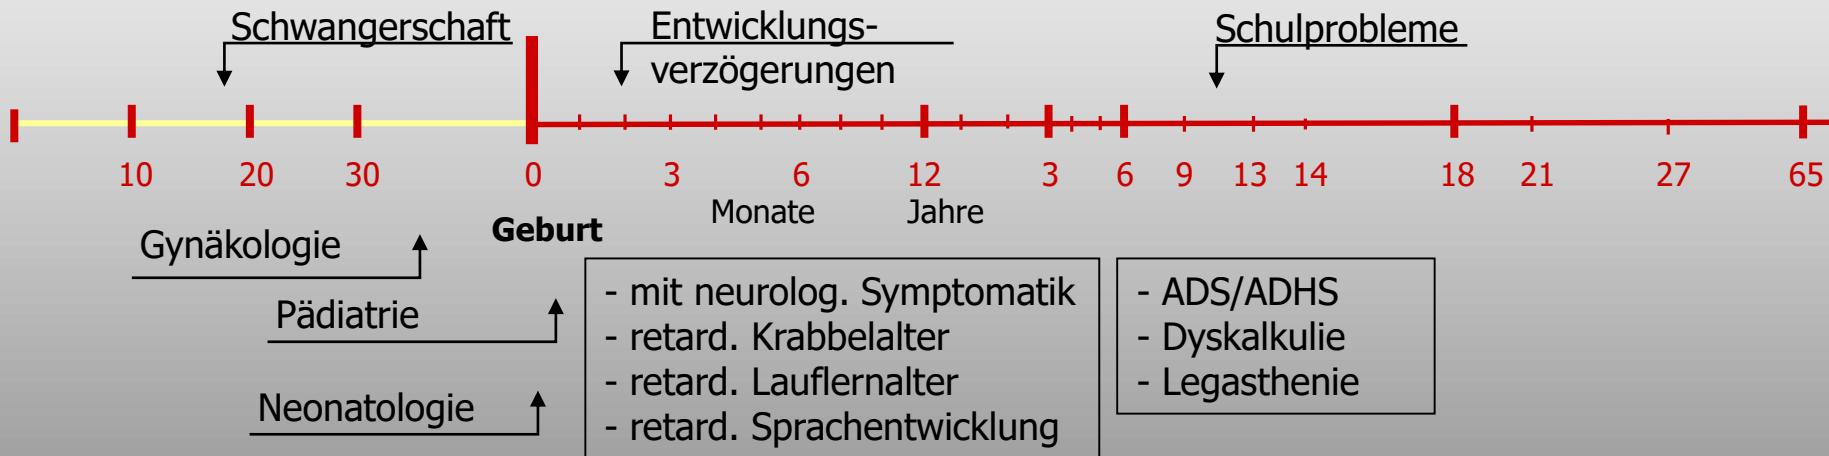 Schwangerschaft
Entwicklungs-
verzögerungen
Schulprobleme
10 20 30 0 3 6 12 3 6 9 13 14 18 21 27 65
Monate Jahre
Geburt
Gynäkologie
Pädiatrie
Neonatologie
- mit neurolog. Symptomatik
- retard. Krabbelalter
- retard. Lauflernalter
- retard. Sprachentwicklung
- ADS/ADHS
- Dyskalkulie
- Legasthenie